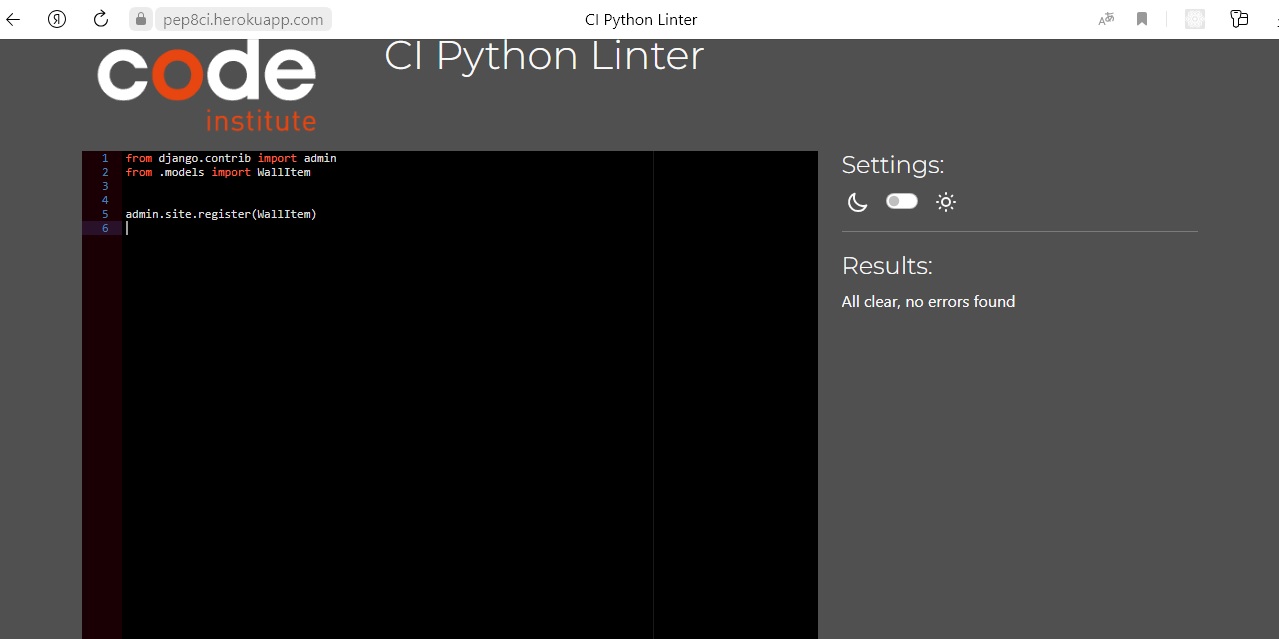 pep8ci.herokuapp.com
CI Python Linter
code
institute
CI Python Linter
1 from django.contrib import admin
2 from .models import WallItem
3
4
5 admin.site.register(WallItem)
6
Settings:
Results:
All clear, no errors found